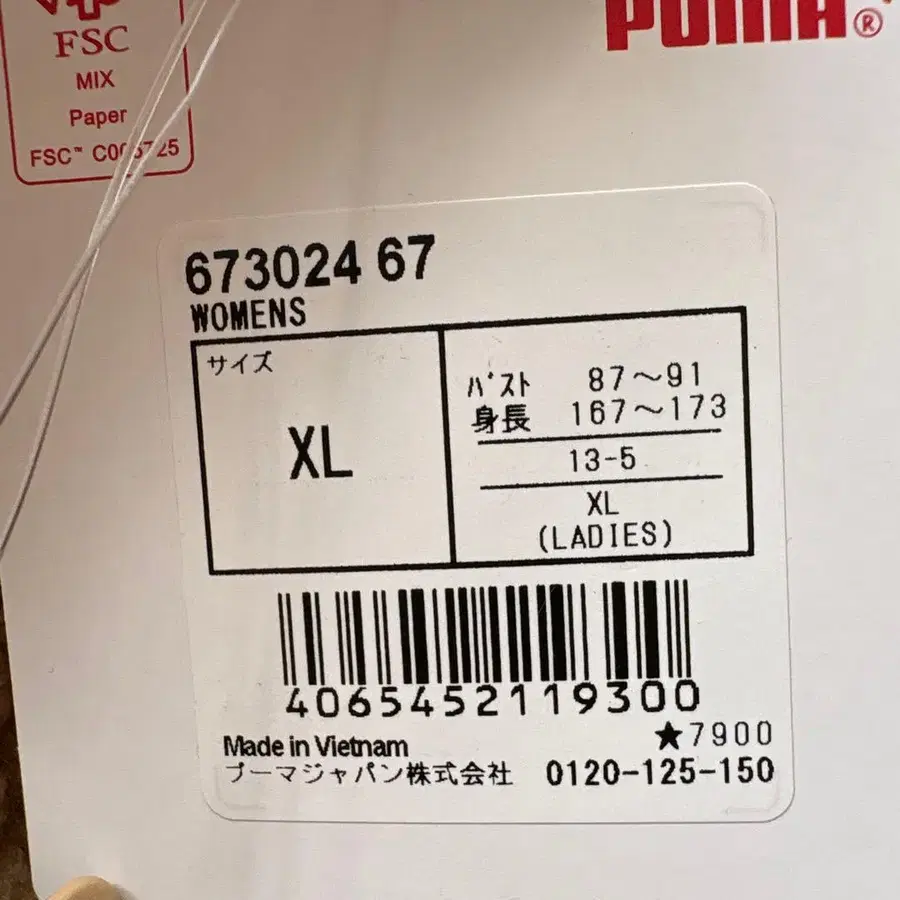 PUMA®
FSC
MIX
Paper
FSC™
673024 67
WOMENS
サイズ
XL
バスト 87～91
身長 167～173
13-5
XL
(LADIES)
4065452119300
★7900
Made in Vietnam
プーマジャパン株式会社 0120-125-150